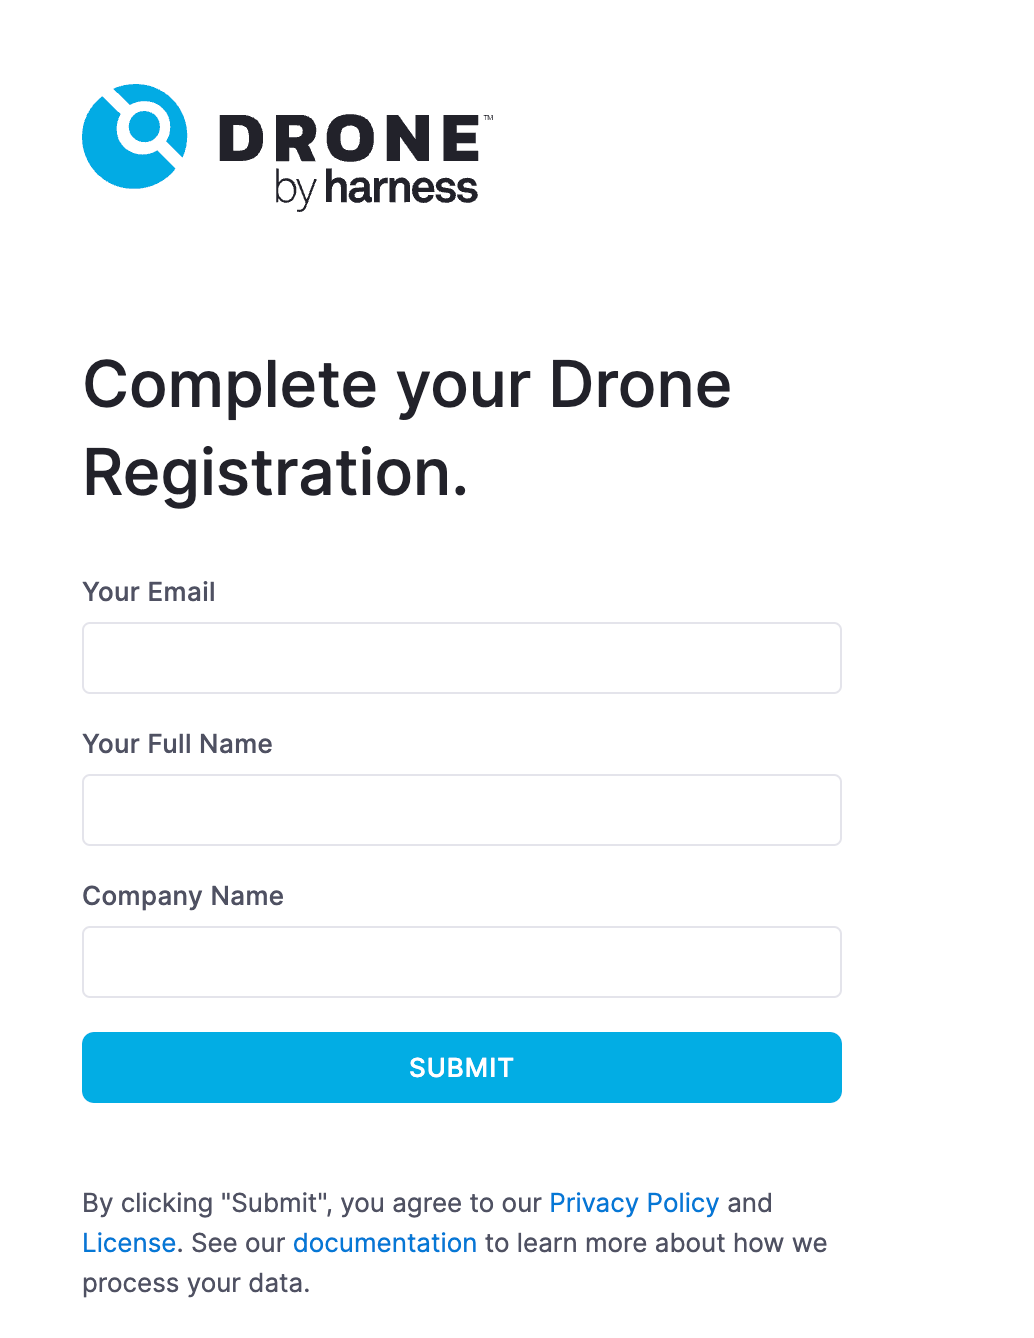 DRONE™
by harness
Complete your Drone
Registration.
Your Email
Your Full Name
Company Name
SUBMIT
By clicking "Submit", you agree to our Privacy Policy and
License. See our documentation to learn more about how we
process your data.